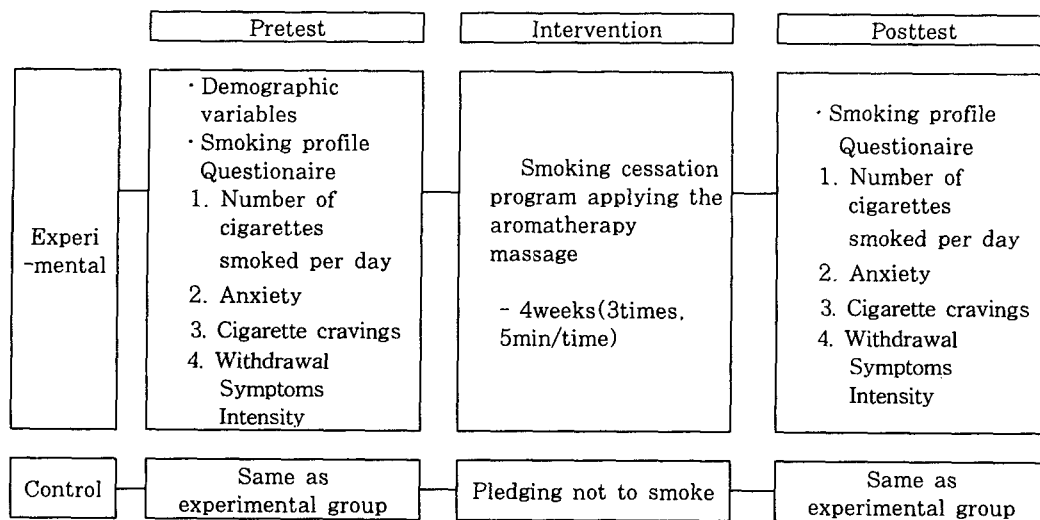 Pretest
Intervention
Posttest
Experi
-mental
· Demographic
variables
· Smoking profile
Questionaire
1. Number of
cigarettes
smoked per day
2. Anxiety
3. Cigarette cravings
4. Withdrawal
Symptoms
Intensity
Smoking cessation
program applying the
aromatherapy
massage
- 4weeks(3times,
5min/time)
· Smoking profile
Questionaire
1. Number of
cigarettes
smoked per day
2. Anxiety
3. Cigarette cravings
4. Withdrawal
Symptoms
Intensity
Control
Same as
experimental group
Pledging not to smoke
Same as
experimental group